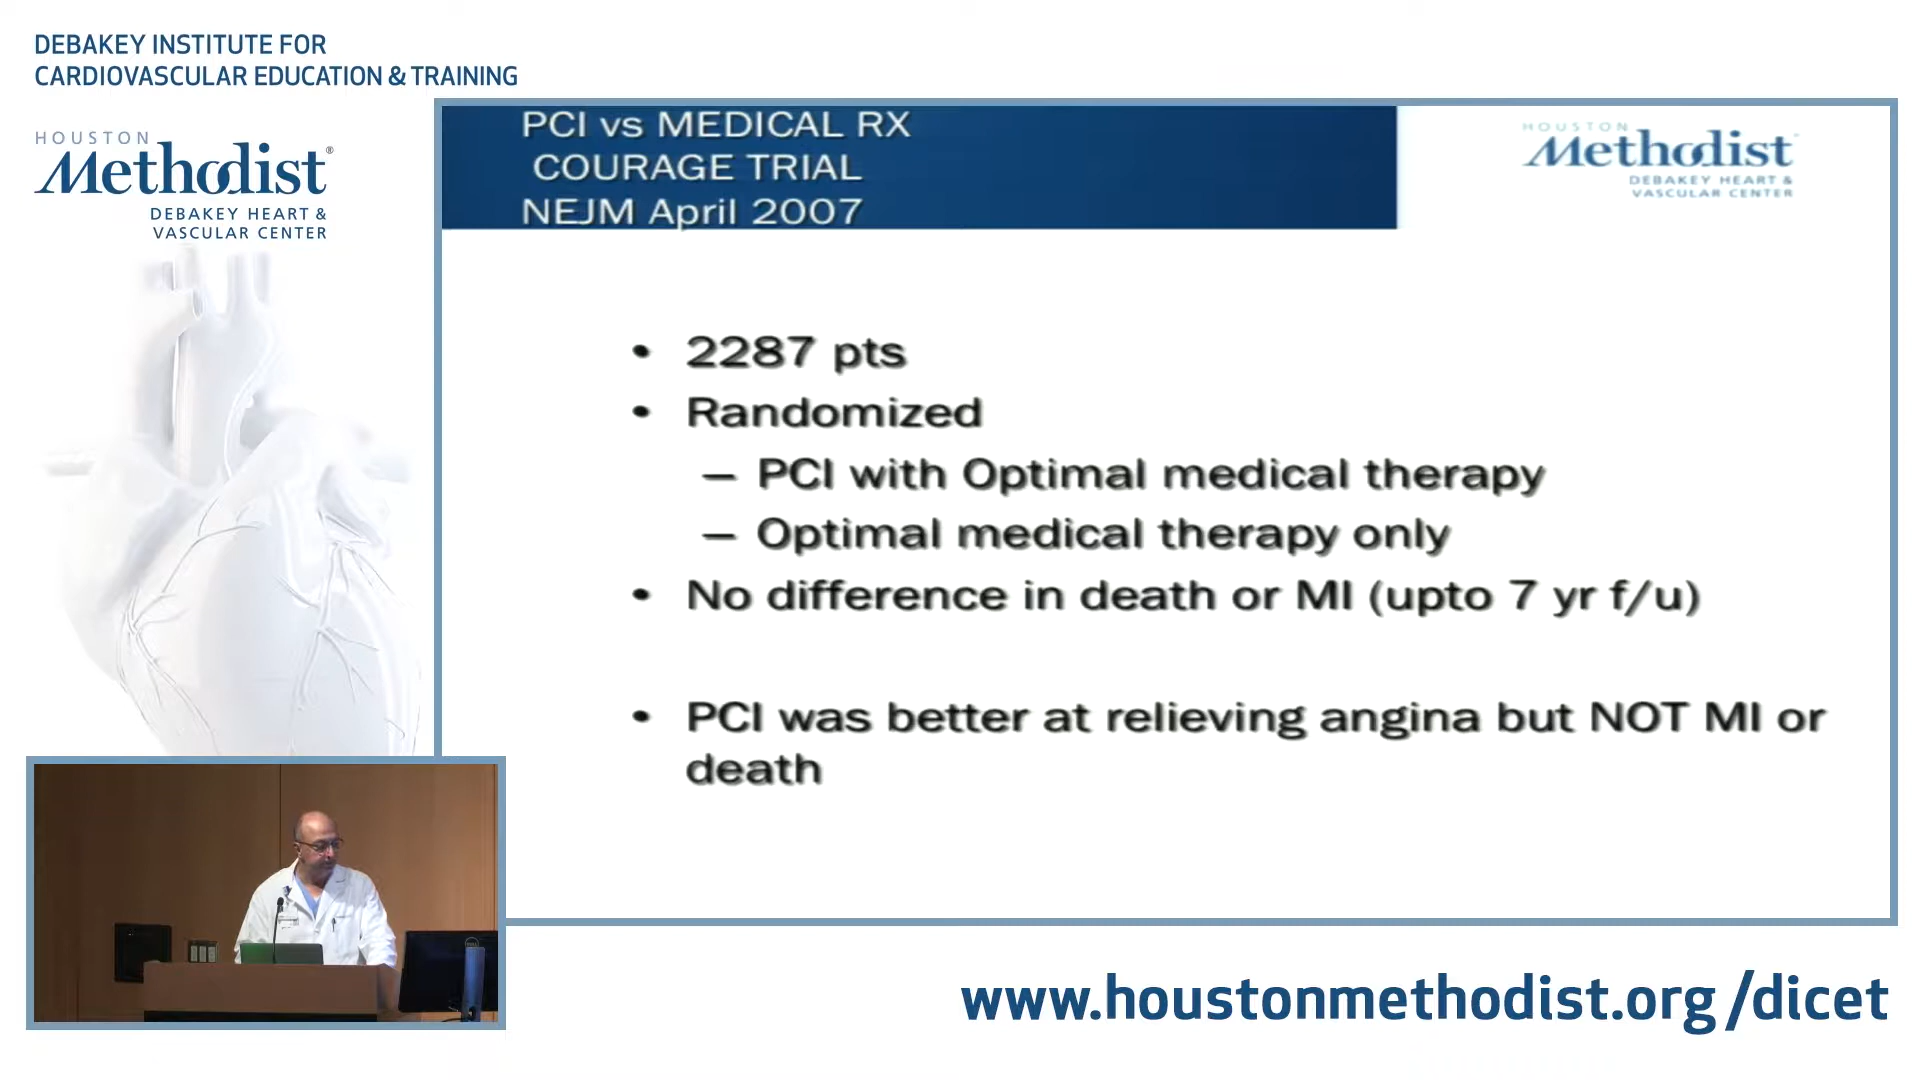 DEBAKEY INSTITUTE FOR
CARDIOVASCULAR EDUCATION & TRAINING
HOUSTON
Methodist®
DEBAKEY HEART &
VASCULAR CENTER
PCI vs MEDICAL RX
COURAGE TRIAL
NEJM April 2007
HOUSTON
Methodist
DEBAKEY HEART &
VASCULAR CENTER
• 2287 pts
• Randomized
– PCI with Optimal medical therapy
– Optimal medical therapy only
• No difference in death or MI (upto 7 yr f/u)
• PCI was better at relieving angina but NOT MI or
death
www.houstonmethodist.org/dicet